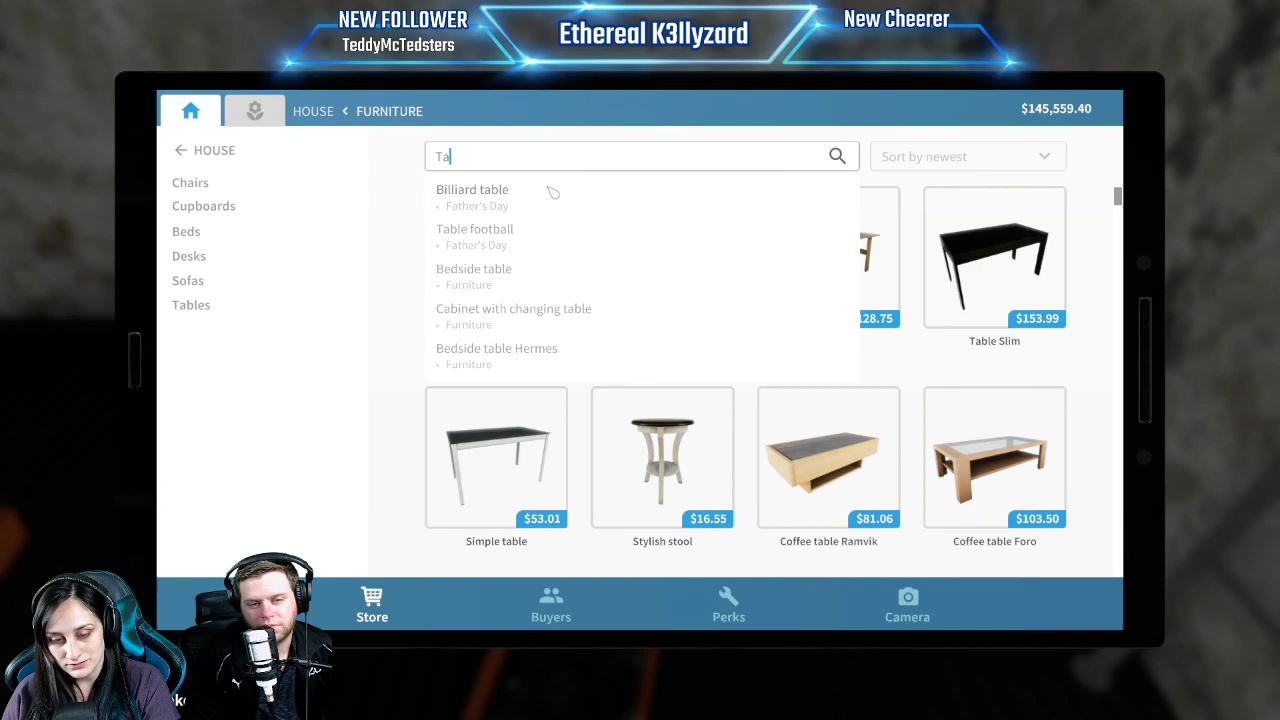 NEW FOLLOWER
TeddyMcTedsters
Ethereal K3llyzard
New Cheerer
HOUSE < FURNITURE
$145,559.40
HOUSE
Chairs
Cupboards
Beds
Desks
Sofas
Tables
Ta
Sort by newest
Billiard table
• Father's Day
Table football
• Father's Day
Bedside table
• Furniture
Cabinet with changing table
• Furniture
Bedside table Hermes
• Furniture
28.75
$153.99
Table Slim
$53.01
Simple table
$16.55
Stylish stool
$81.06
Coffee table Ramvik
$103.50
Coffee table Foro
Store
Buyers
Perks
Camera